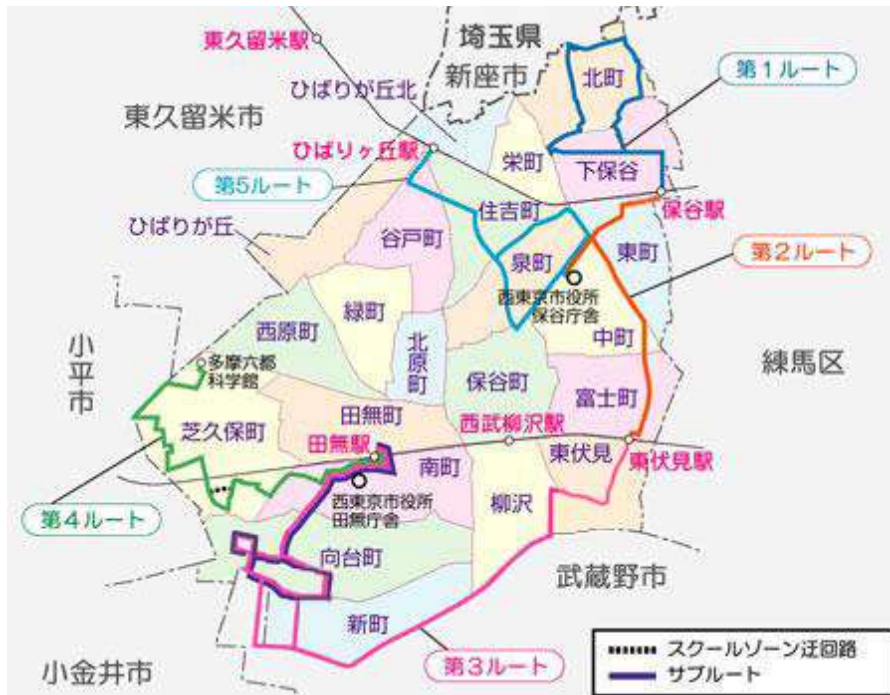 東久留米駅
埼玉県
新座市
北町
第1ルート
ひばりが丘北
東久留米市
ひばりヶ丘駅
栄町
下保谷
第5ルート
住吉町
保谷駅
ひばりが丘
谷戸町
泉町
東町
第2ルート
西東京市役所
保谷庁舎
緑町
西原町
北原町
中町
小平市
多摩六都
科学館
保谷町
練馬区
富士町
田無町
西武柳沢駅
芝久保町
田無駅
東伏見
東伏見駅
南町
西東京市役所
田無庁舎
柳沢
第4ルート
向台町
武蔵野市
新町
第3ルート
小金井市
スクールゾーン迂回路
サブルート